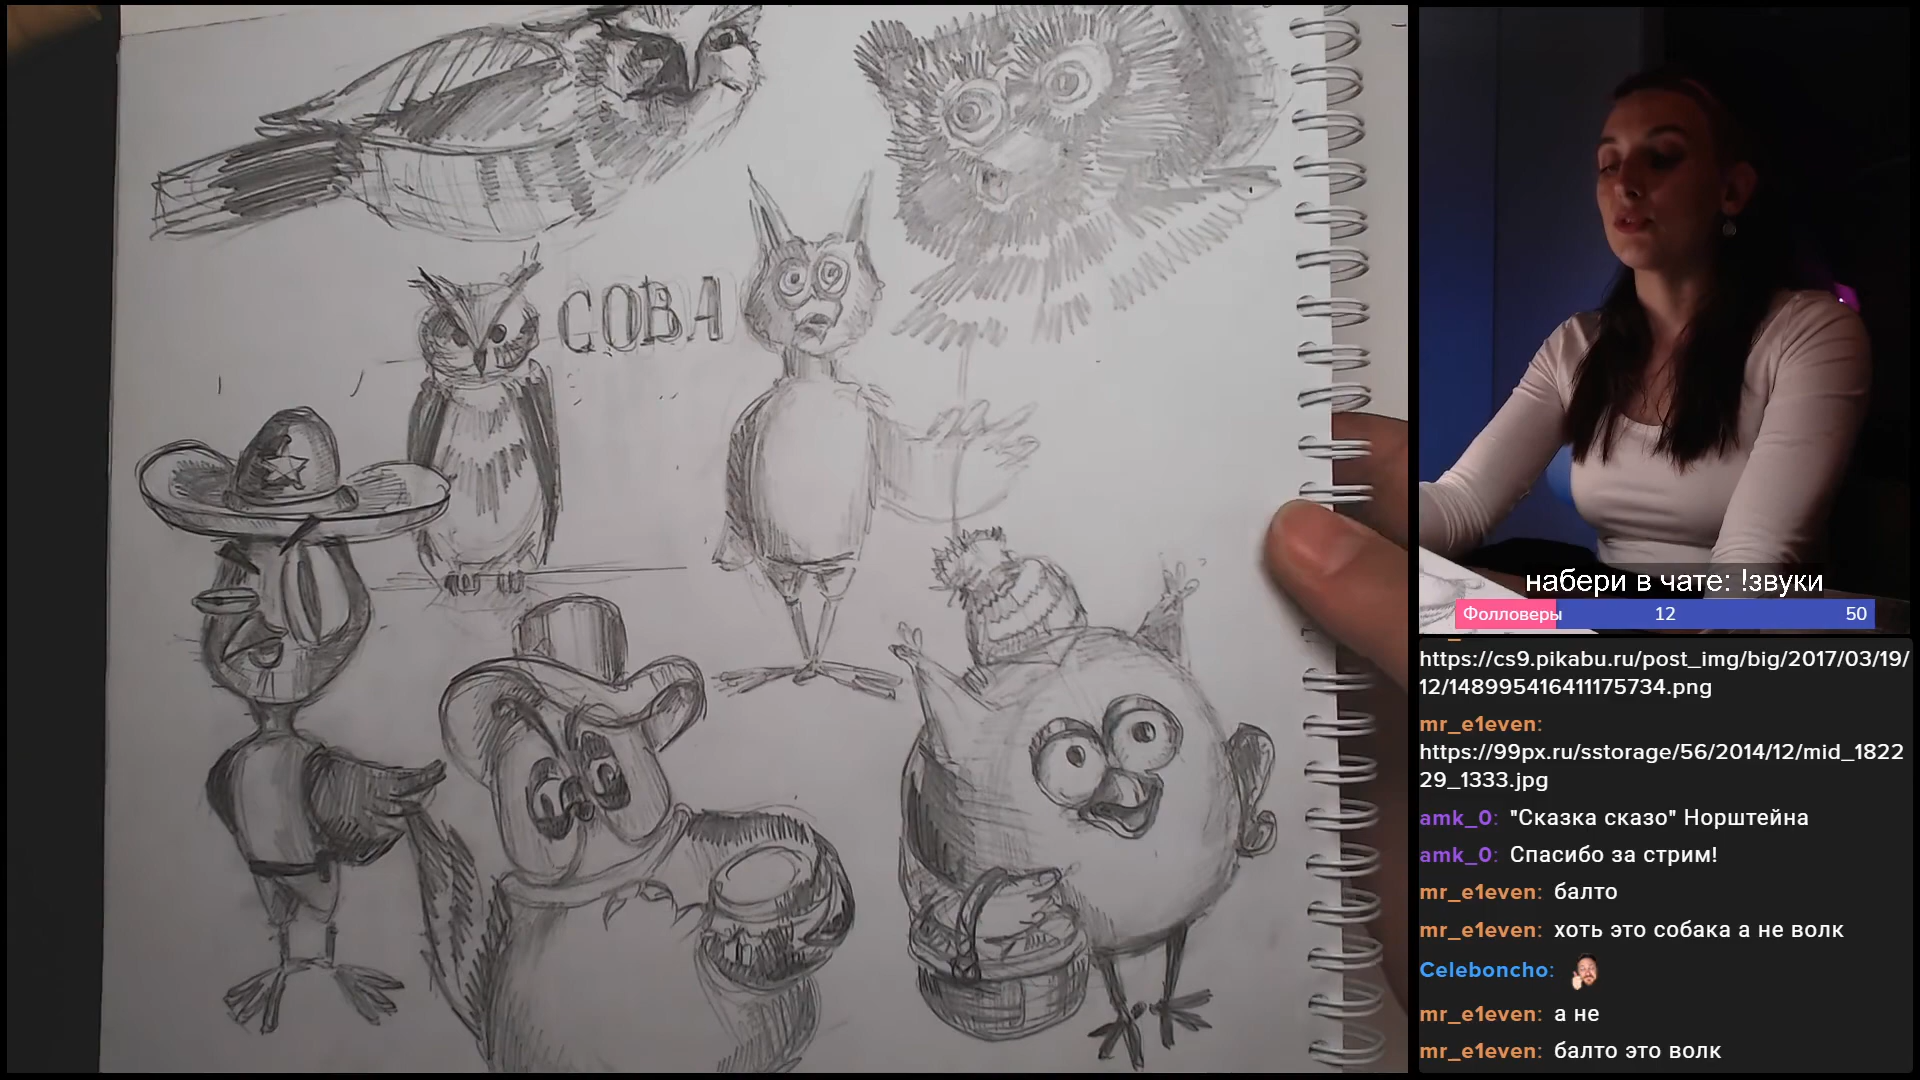 СОВА
набери в чате: !звуки
Фолловеры 12 50
https://cs9.pikabu.ru/post_img/big/2017/03/19/
12/148995416411175734.png
mr_e1even:
https://99px.ru/sstorage/56/2014/12/mid_1822
29_1333.jpg
amk_0: "Сказка сказо" Норштейна
amk_0: Спасибо за стрим!
mr_e1even: балто
mr_e1even: хоть это собака а не волк
Celeboncho:
mr_e1even: а не
mr_e1even: балто это волк